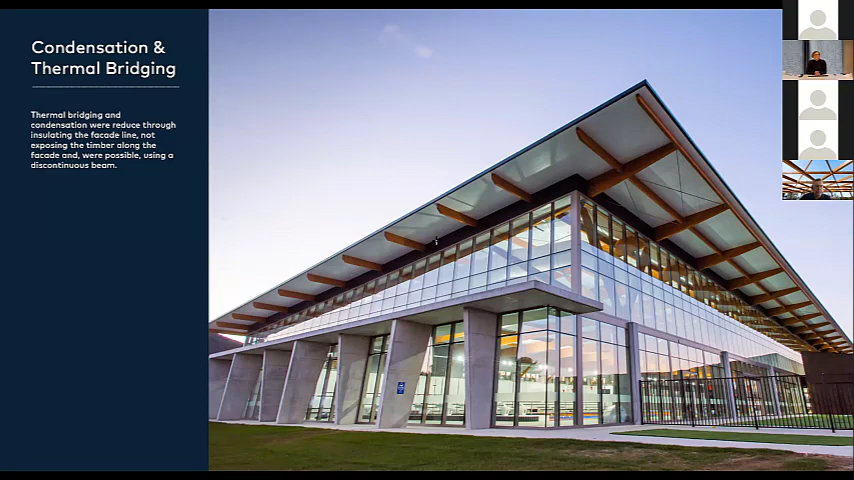 Condensation &
Thermal Bridging
Thermal bridging and
condensation were reduce through
insulating the facade line, not
exposing the timber along the
facade and, were possible, using a
discontinuous beam.